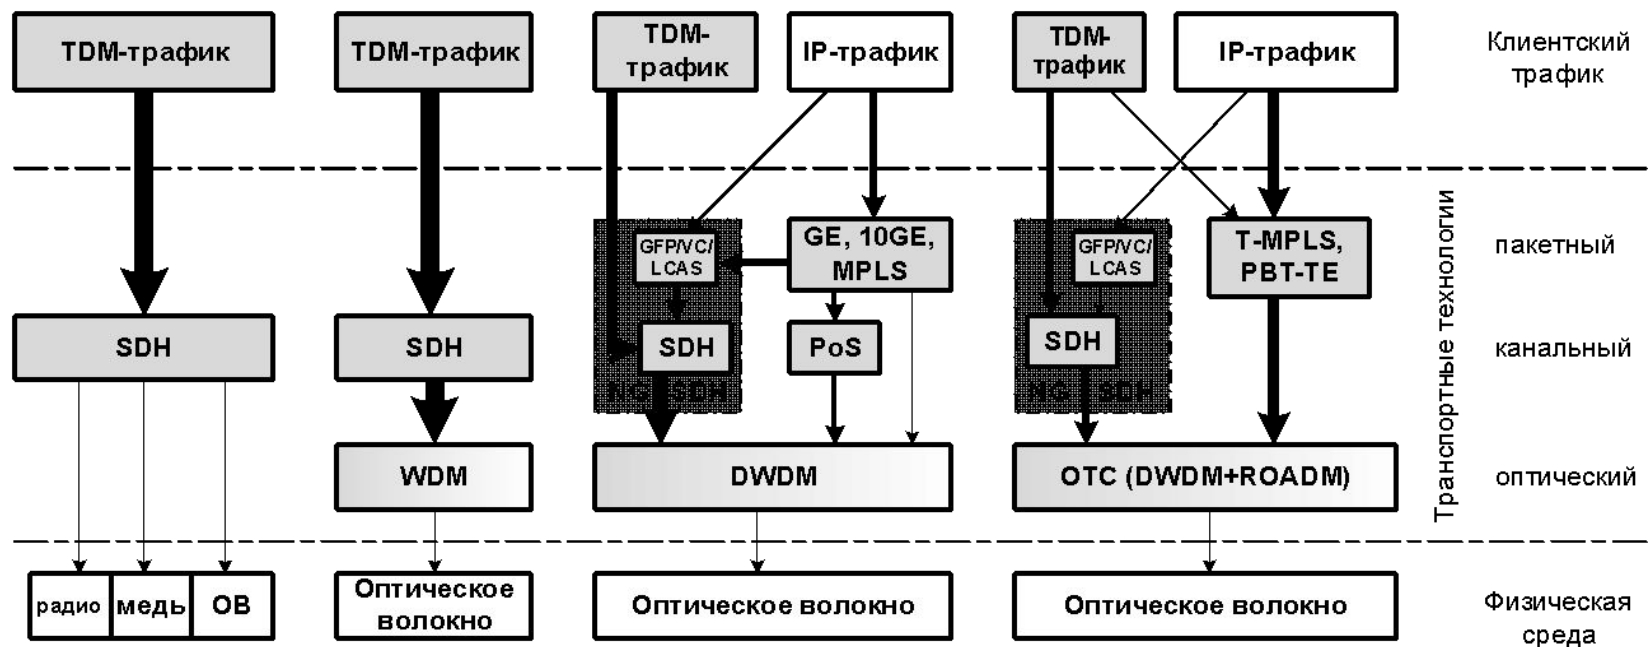 TDM-трафик
TDM-трафик
TDM-
трафик
IP-трафик
TDM-
трафик
IP-трафик
Клиентский
трафик
GFP/VC/
LCAS
GE, 10GE,
MPLS
GFP/VC/
LCAS
T-MPLS,
PBT-TE
пакетный
SDH
SDH
SDH
PoS
SDH
канальный
NG SDH
NG SDH
WDM
DWDM
ОТС (DWDM+ROADM)
оптический
Транспортные технологии
радио
медь
ОВ
Оптическое
волокно
Оптическое волокно
Оптическое волокно
Физическая
среда